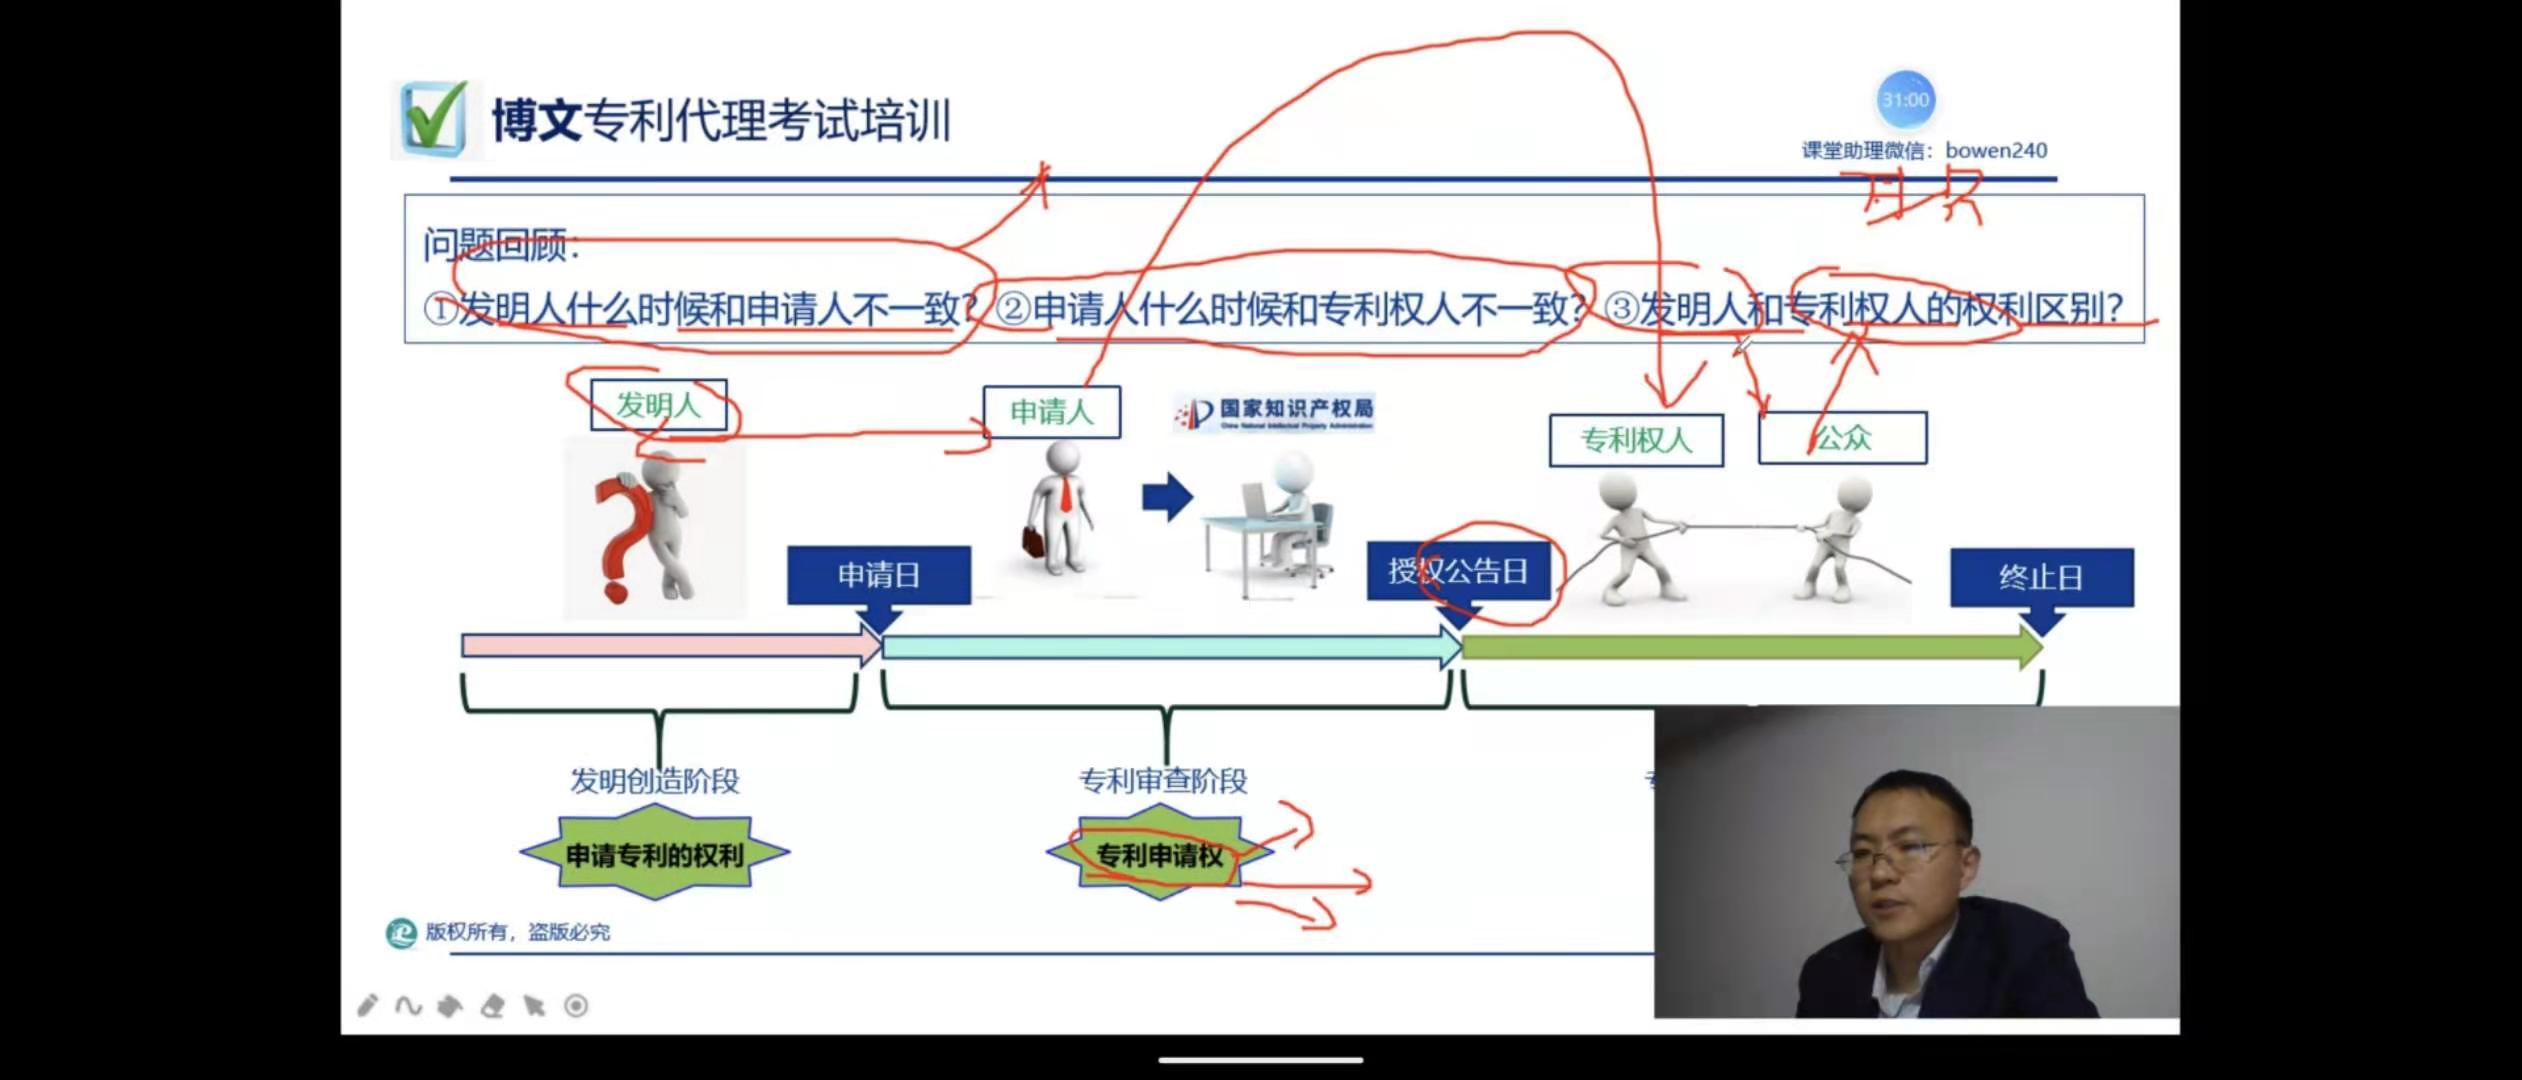 博文专利代理考试培训
31:00
课堂助理微信：bowen240
问题回顾：
①发明人什么时候和申请人不一致？②申请人什么时候和专利权人不一致？③发明人和专利权人的权利区别？
发明人
申请人
国家知识产权局
China National Intellectual Property Administration
专利权人
公众
申请日
授权公告日
终止日
发明创造阶段
专利审查阶段
申请专利的权利
专利申请权
版权所有，盗版必究